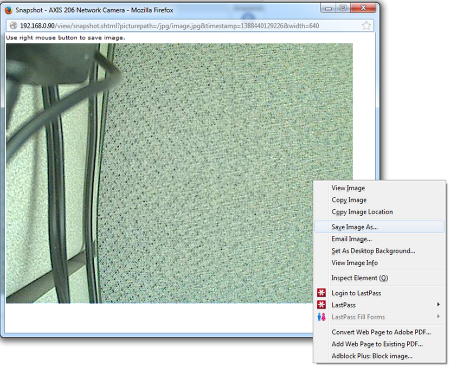 Snapshot - AXIS 206 Network Camera - Mozilla Firefox
192.168.0.90/view/snapshot.shtml?picturepath=/jpg/image.jpg&timestamp=1388440129226&width=640
Use right mouse button to save image.
View Image
Copy Image
Copy Image Location
Save Image As...
Email Image...
Set As Desktop Background...
View Image Info
Inspect Element (Q)
Login to LastPass
LastPass
LastPass Fill Forms
Convert Web Page to Adobe PDF...
Add Web Page to Existing PDF...
Adblock Plus: Block image...